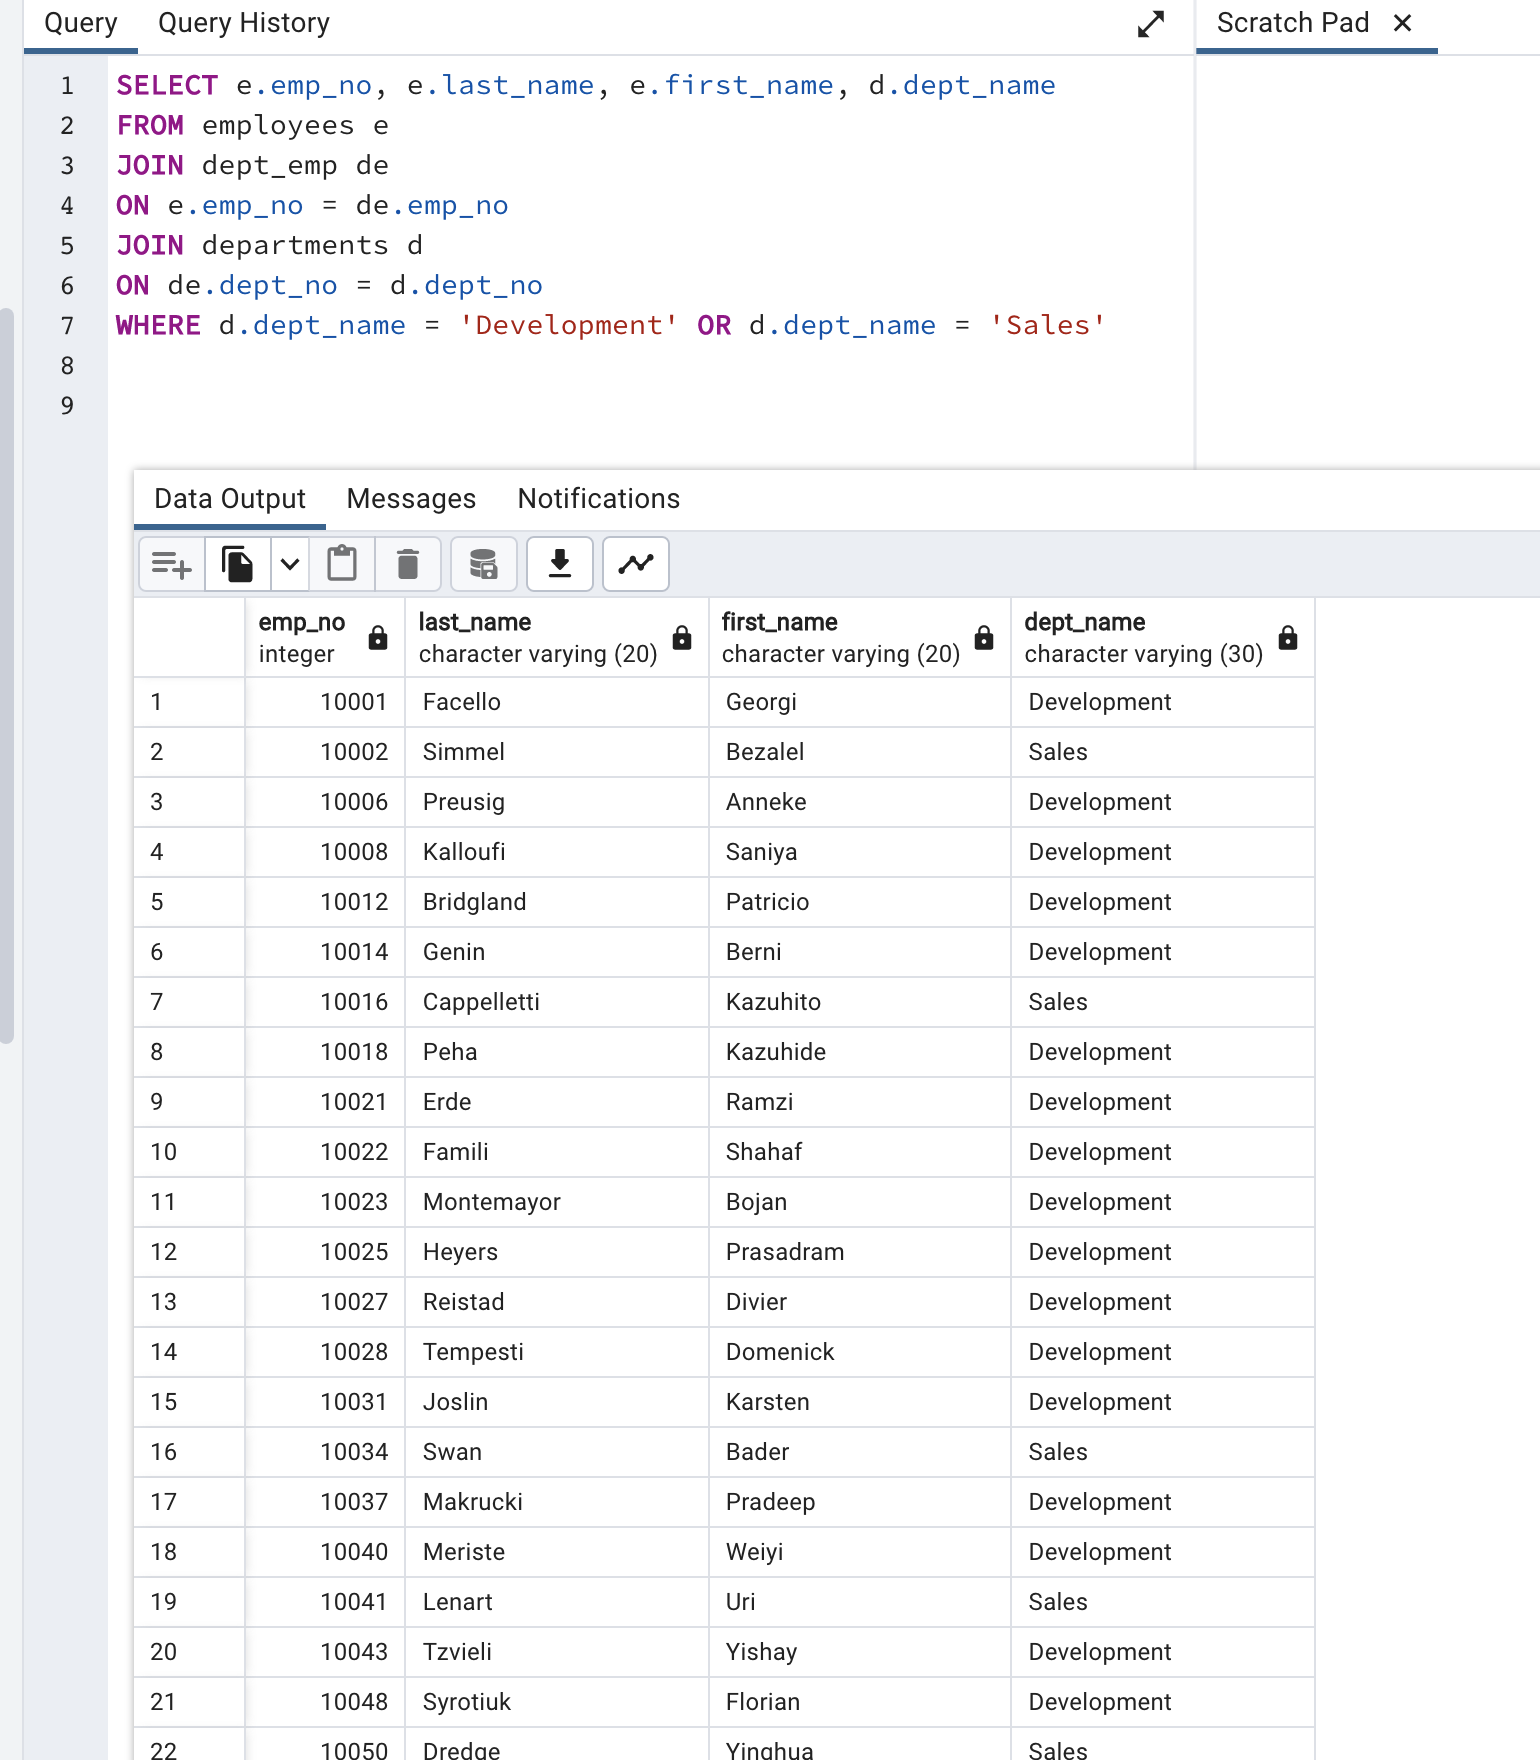 Query Query History Scratch Pad ✕
1 SELECT e.emp_no, e.last_name, e.first_name, d.dept_name
2 FROM employees e
3 JOIN dept_emp de
4 ON e.emp_no = de.emp_no
5 JOIN departments d
6 ON de.dept_no = d.dept_no
7 WHERE d.dept_name = 'Development' OR d.dept_name = 'Sales'
8
9
Data Output Messages Notifications
emp_no last_name first_name dept_name
integer character varying (20) character varying (20) character varying (30)
1 10001 Facello Georgi Development
2 10002 Simmel Bezalel Sales
3 10006 Preusig Anneke Development
4 10008 Kalloufi Saniya Development
5 10012 Bridgland Patricio Development
6 10014 Genin Berni Development
7 10016 Cappelletti Kazuhito Sales
8 10018 Peha Kazuhide Development
9 10021 Erde Ramzi Development
10 10022 Famili Shahaf Development
11 10023 Montemayor Bojan Development
12 10025 Heyers Prasadram Development
13 10027 Reistad Divier Development
14 10028 Tempesti Domenick Development
15 10031 Joslin Karsten Development
16 10034 Swan Bader Sales
17 10037 Makrucki Pradeep Development
18 10040 Meriste Weiyi Development
19 10041 Lenart Uri Sales
20 10043 Tzvieli Yishay Development
21 10048 Syrotiuk Florian Development
22 10050 Dredge Yinghua Sales